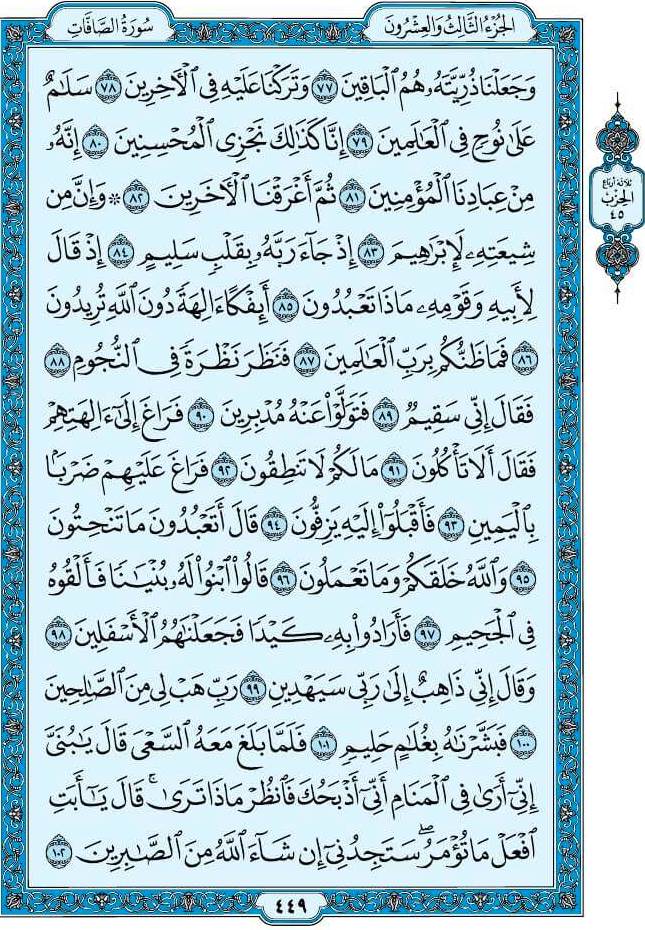 الجُزْءُ الثَّالِثُ وَالعِشْرُونَ
سُورَةُ الصَّافَّاتِ
وَجَعَلْنَا ذُرِّيَّتَهُۥ هُمُ ٱلْبَاقِينَ ٧٧ وَتَرَكْنَا عَلَيْهِ فِي ٱلْأٓخِرِينَ ٧٨ سَلَٰمٌ
عَلَىٰ نُوحٖ فِي ٱلْعَٰلَمِينَ ٧٩ إِنَّا كَذَٰلِكَ نَجْزِي ٱلْمُحْسِنِينَ ٨٠ إِنَّهُۥ
مِنْ عِبَادِنَا ٱلْمُؤْمِنِينَ ٨١ ثُمَّ أَغْرَقْنَا ٱلْأٓخَرِينَ ٨٢ ۞ وَإِنَّ مِن
شِيعَتِهِۦ لَإِبْرَٰهِيمَ ٨٣ إِذْ جَآءَ رَبَّهُۥ بِقَلْبٖ سَلِيمٍ ٨٤ إِذْ قَالَ
لِأَبِيهِ وَقَوْمِهِۦ مَاذَا تَعْبُدُونَ ٨٥ أَئِفْكًا ءَالِهَةٗ دُونَ ٱللَّهِ تُرِيدُونَ
٨٦ فَمَا ظَنُّكُم بِرَبِّ ٱلْعَٰلَمِينَ ٨٧ فَنَظَرَ نَظْرَةٗ فِي ٱلنُّجُومِ ٨٨
فَقَالَ إِنِّي سَقِيمٞ ٨٩ فَتَوَلَّوْاْ عَنْهُ مُدْبِرِينَ ٩٠ فَرَاغَ إِلَىٰٓ ءَالِهَتِهِمْ
فَقَالَ أَلَا تَأْكُلُونَ ٩١ مَا لَكُمْ لَا تَنطِقُونَ ٩٢ فَرَاغَ عَلَيْهِمْ ضَرْبَۢا
بِٱلْيَمِينِ ٩٣ فَأَقْبَلُوٓاْ إِلَيْهِ يَزِفُّونَ ٩٤ قَالَ أَتَعْبُدُونَ مَا تَنْحِتُونَ
٩٥ وَٱللَّهُ خَلَقَكُمْ وَمَا تَعْمَلُونَ ٩٦ قَالُواْ ٱبْنُواْ لَهُۥ بُنْيَٰنٗا فَأَلْقُوهُ
فِي ٱلْجَحِيمِ ٩٧ فَأَرَادُواْ بِهِۦ كَيْدٗا فَجَعَلْنَٰهُمُ ٱلْأَسْفَلِينَ ٩٨
وَقَالَ إِنِّي ذَاهِبٌ إِلَىٰ رَبِّي سَيَهْدِينِ ٩٩ رَبِّ هَبْ لِي مِنَ ٱلصَّٰلِحِينَ
١٠٠ فَبَشَّرْنَٰهُ بِغُلَٰمٍ حَلِيمٖ ١٠١ فَلَمَّا بَلَغَ مَعَهُ ٱلسَّعْيَ قَالَ يَٰبُنَيَّ
إِنِّيٓ أَرَىٰ فِي ٱلْمَنَامِ أَنِّيٓ أَذْبَحُكَ فَٱنظُرْ مَاذَا تَرَىٰۚ قَالَ يَٰٓأَبَتِ
ٱفْعَلْ مَا تُؤْمَرُۖ سَتَجِدُنِيٓ إِن شَآءَ ٱللَّهُ مِنَ ٱلصَّٰبِرِينَ ١٠٢
ثَلَاثَةُ أَرْبَاعِ
الحِزْبِ
٤٥
٤٤٩